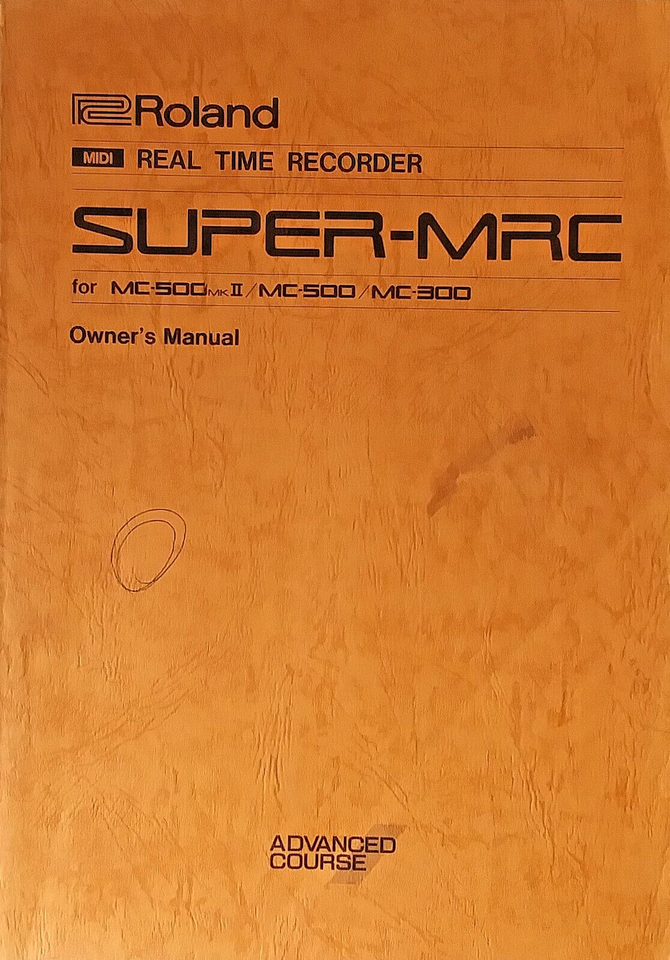 Roland
MIDI REAL TIME RECORDER
SUPER-MRC
for MC-500MKII/MC-500/MC-300
Owner's Manual
ADVANCED
COURSE